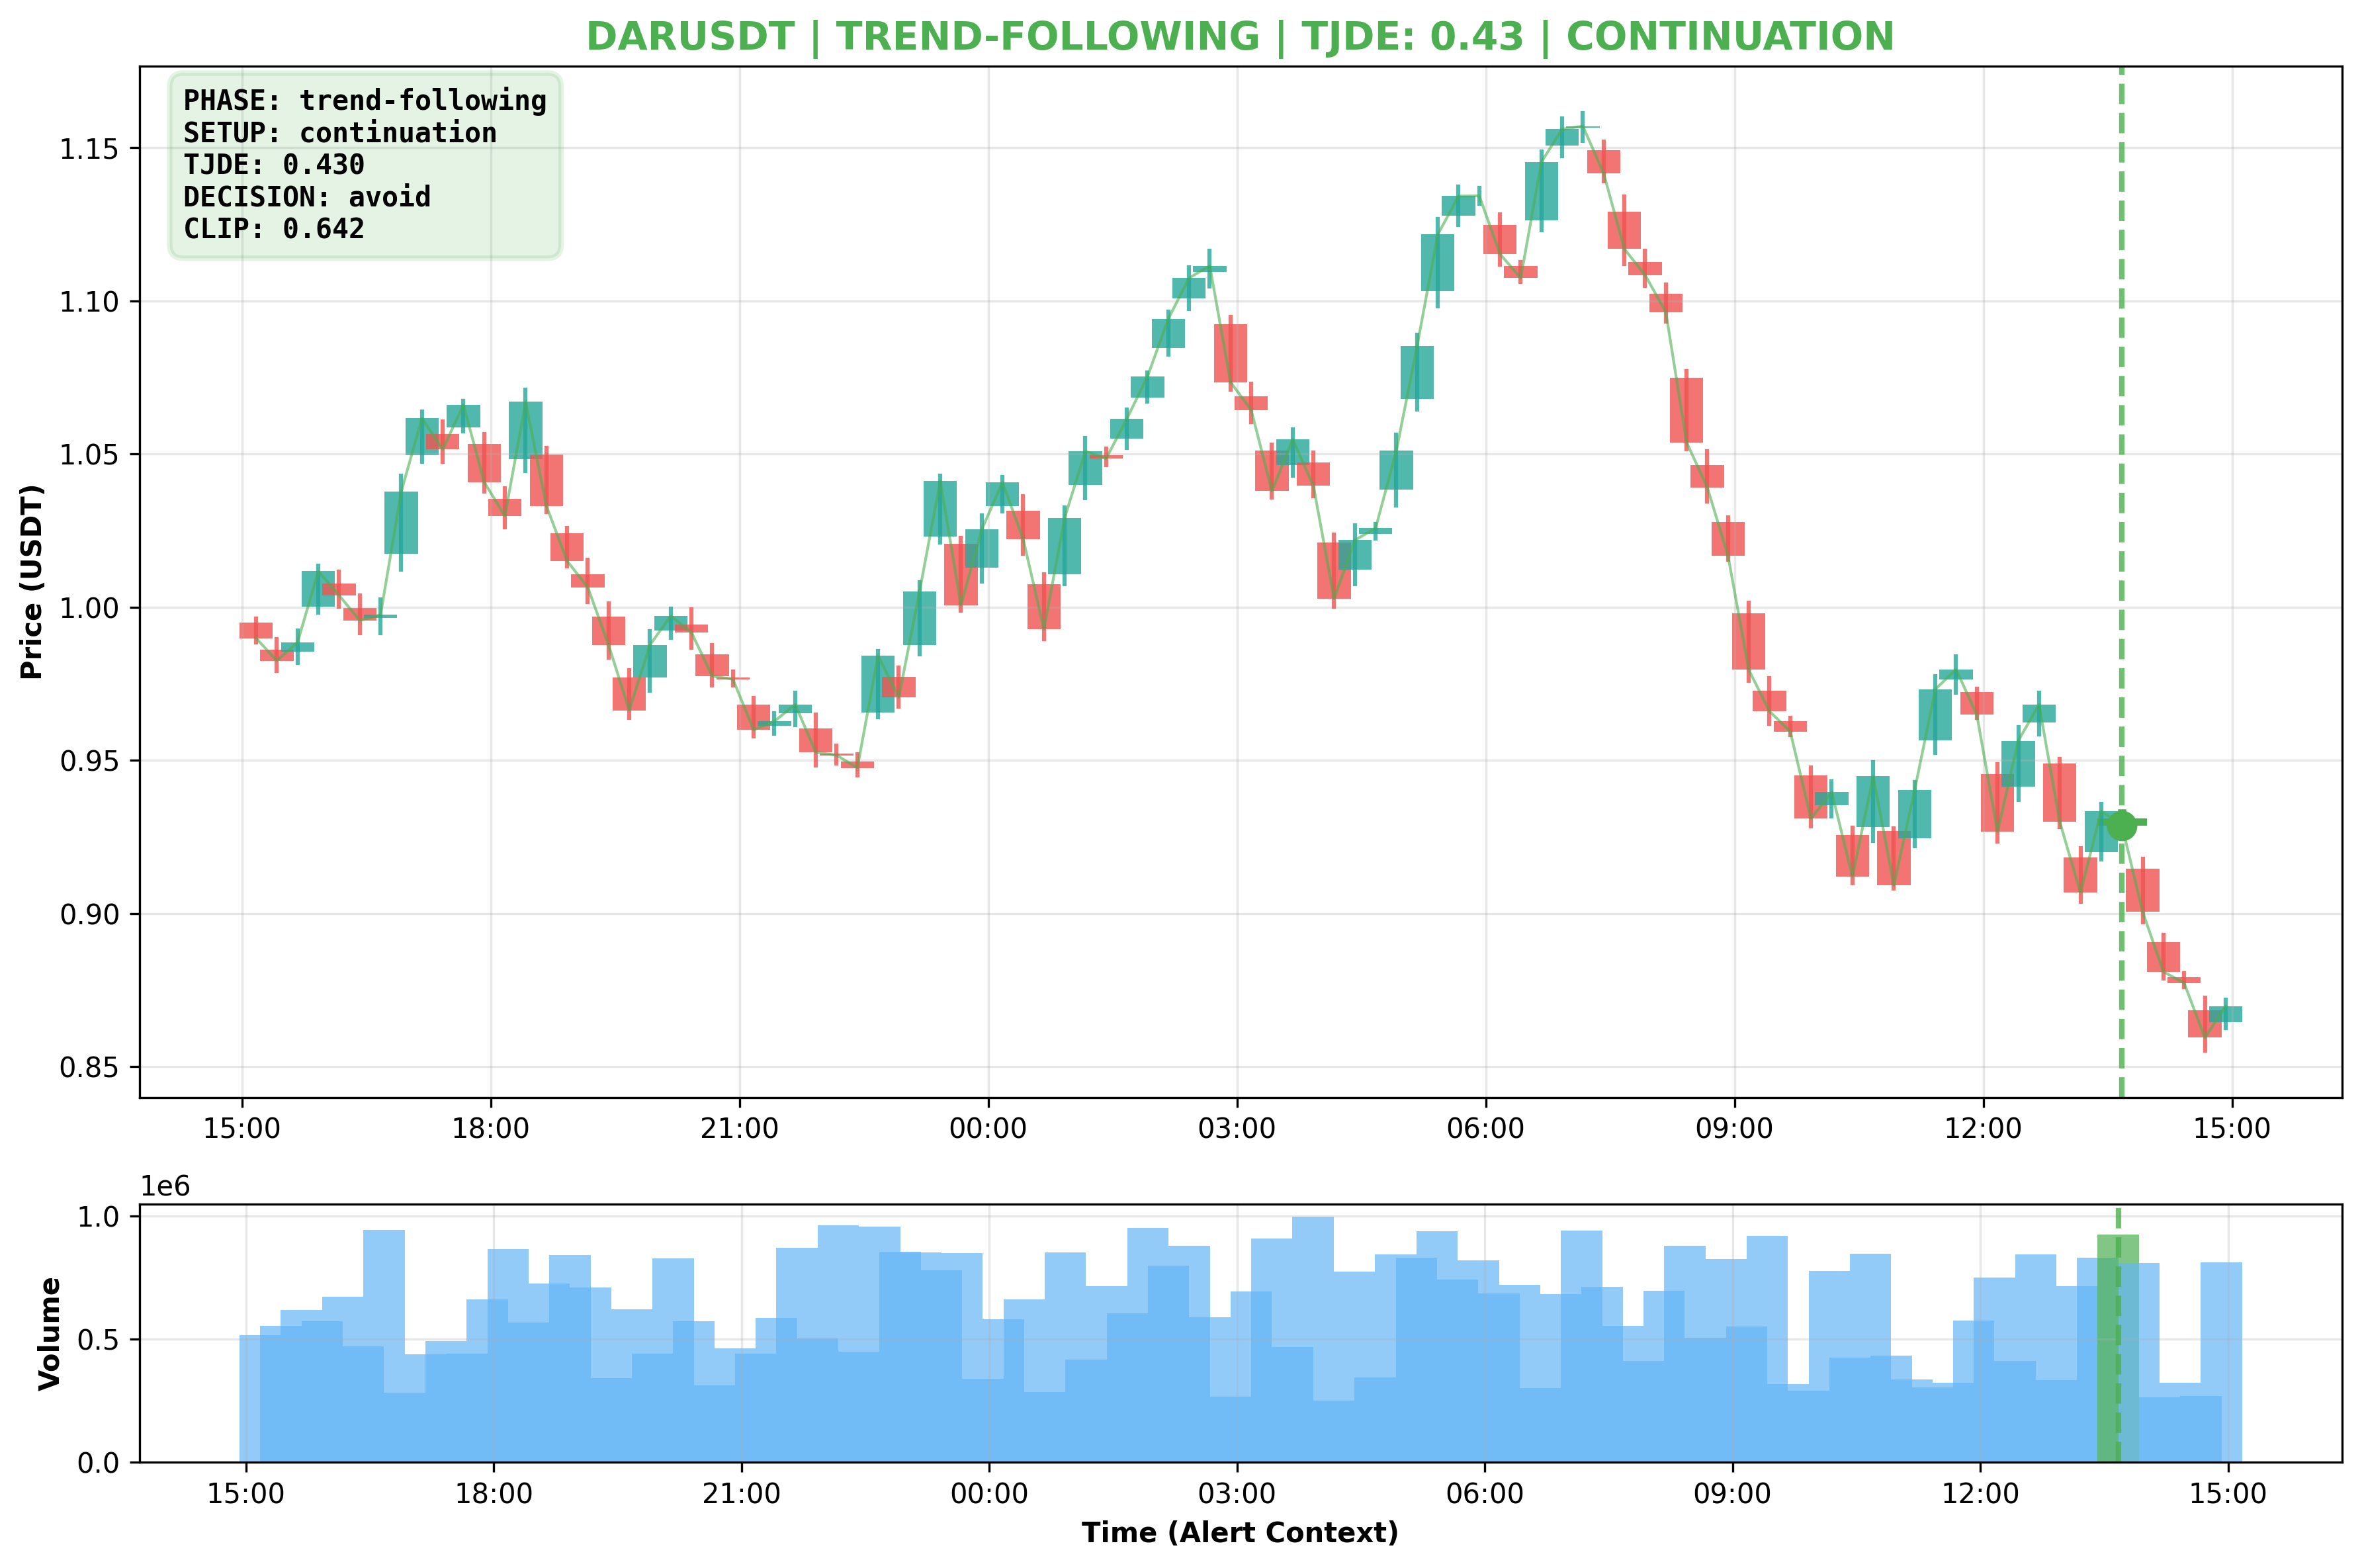 DARUSDT | TREND-FOLLOWING | TJDE: 0.43 | CONTINUATION
PHASE: trend-following
SETUP: continuation
TJDE: 0.430
DECISION: avoid
CLIP: 0.642
Price (USDT)
1.15
1.10
1.05
1.00
0.95
0.90
0.85
15:00 18:00 21:00 00:00 03:00 06:00 09:00 12:00 15:00
1e6
Volume
1.0
0.5
0.0
15:00 18:00 21:00 00:00 03:00 06:00 09:00 12:00 15:00
Time (Alert Context)